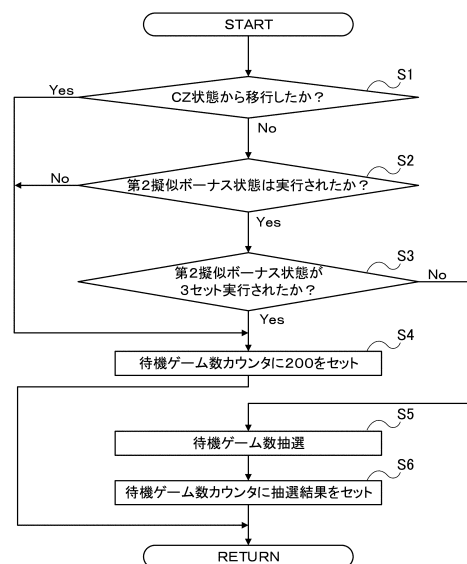 START
S1
CZ状態から移行したか？
Yes
No
S2
第２擬似ボーナス状態は実行されたか？
No
Yes
S3
第２擬似ボーナス状態が
３セット実行されたか？
No
Yes
S4
待機ゲーム数カウンタに２００をセット
S5
待機ゲーム数抽選
S6
待機ゲーム数カウンタに抽選結果をセット
RETURN